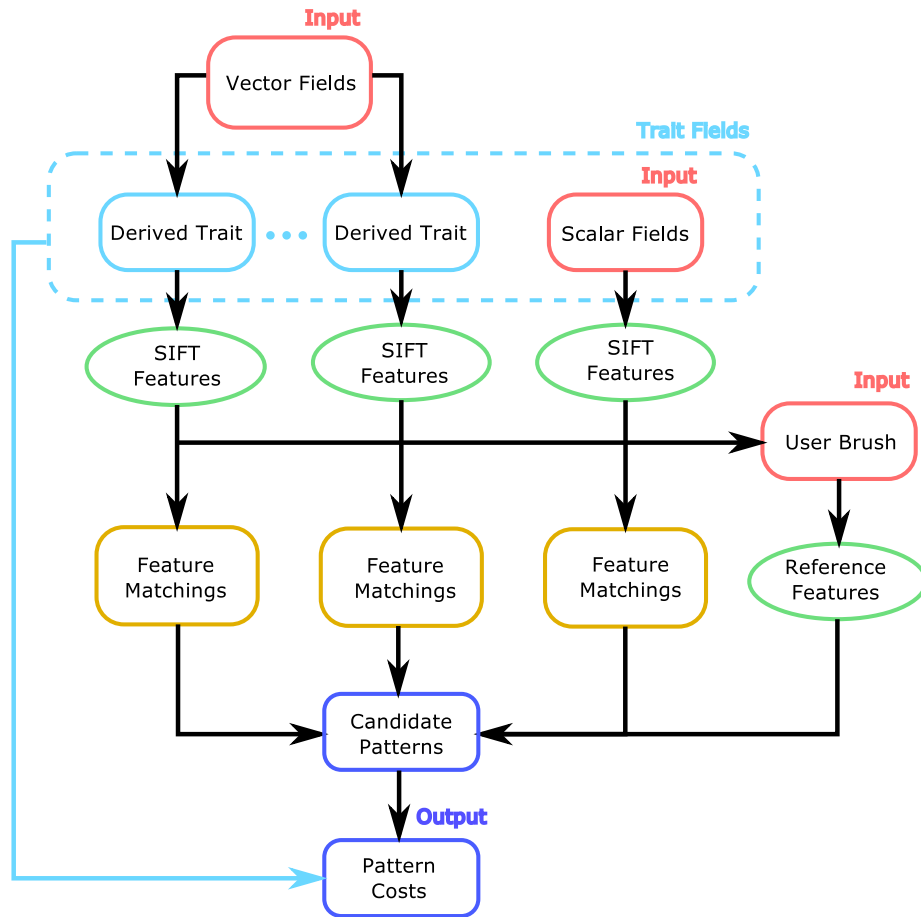 Input
Vector Fields
Trait Fields
Input
Derived Trait
Derived Trait
Scalar Fields
SIFT
Features
SIFT
Features
SIFT
Features
Input
User Brush
Feature
Matchings
Feature
Matchings
Feature
Matchings
Reference
Features
Candidate
Patterns
Output
Pattern
Costs